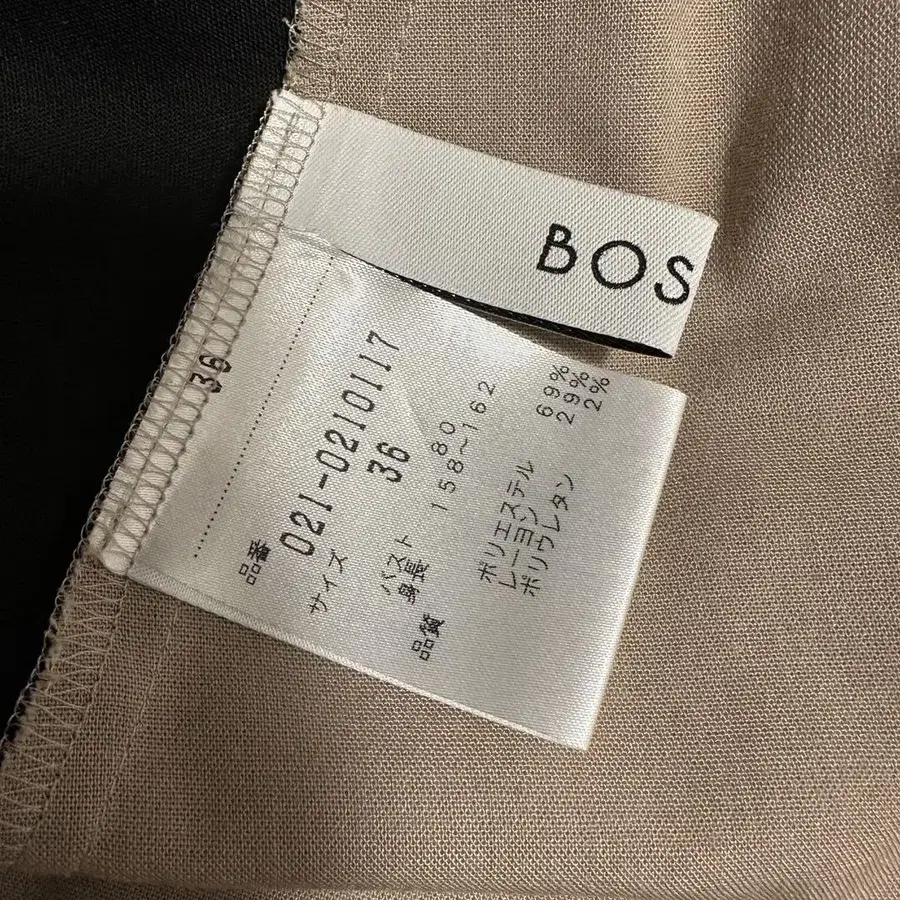 BOS
36
品番 021-0210117
サイズ 36
バスト 80
身長 158~162
品質 ポリエステル 69%
レーヨン 29%
ポリウレタン 2%